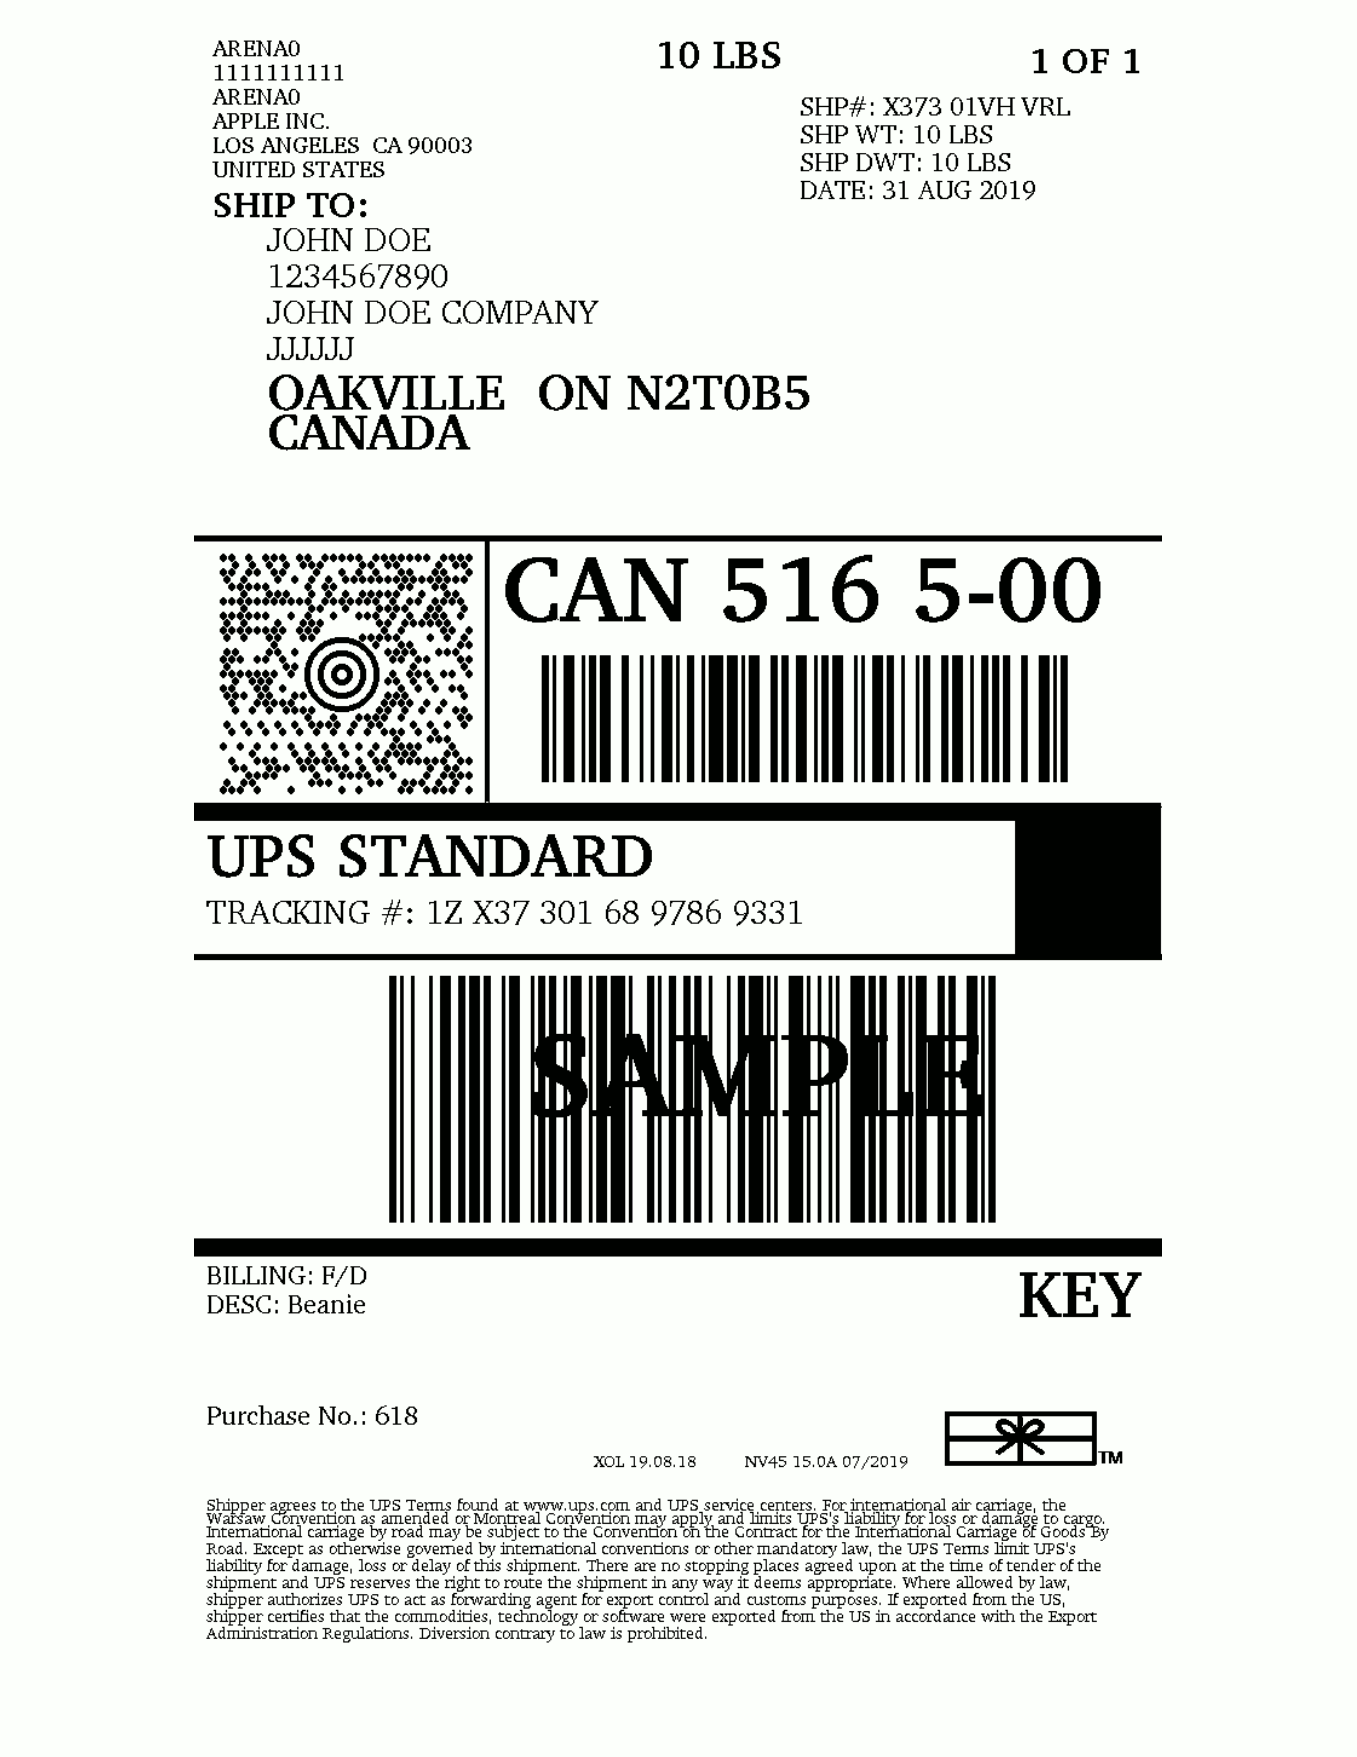 ARENA0
1111111111
ARENA0
APPLE INC.
LOS ANGELES  CA 90003
UNITED STATES
10 LBS
1 OF 1
SHP#: X373 01VH VRL
SHP WT: 10 LBS
SHP DWT: 10 LBS
DATE: 31 AUG 2019
SHIP TO:
JOHN DOE
1234567890
JOHN DOE COMPANY
JJJJJJ
OAKVILLE  ON N2T0B5
CANADA
CAN 516 5-00
UPS STANDARD
TRACKING #: 1Z X37 301 68 9786 9331
SAMPLE
BILLING: F/D
DESC: Beanie
KEY
Purchase No.: 618
XOL 19.08.18 NV45 15.0A 07/2019
TM
Shipper agrees to the UPS Terms found at www.ups.com and UPS service centers. For international air carriage, the
Warsaw Convention as amended or Montreal Convention may apply and limits UPS's liability for loss or damage to cargo.
International carriage by road may be subject to the Convention on the Contract for the International Carriage of Goods By
Road. Except as otherwise governed by international conventions or other mandatory law, the UPS Terms limit UPS's
liability for damage, loss or delay of this shipment. There are no stopping places agreed upon at the time of tender of the
shipment and UPS reserves the right to route the shipment in any way it deems appropriate. Where allowed by law,
shipper authorizes UPS to act as forwarding agent for export control and customs purposes. If exported from the US,
shipper certifies that the commodities, technology or software were exported from the US in accordance with the Export
Administration Regulations. Diversion contrary to law is prohibited.